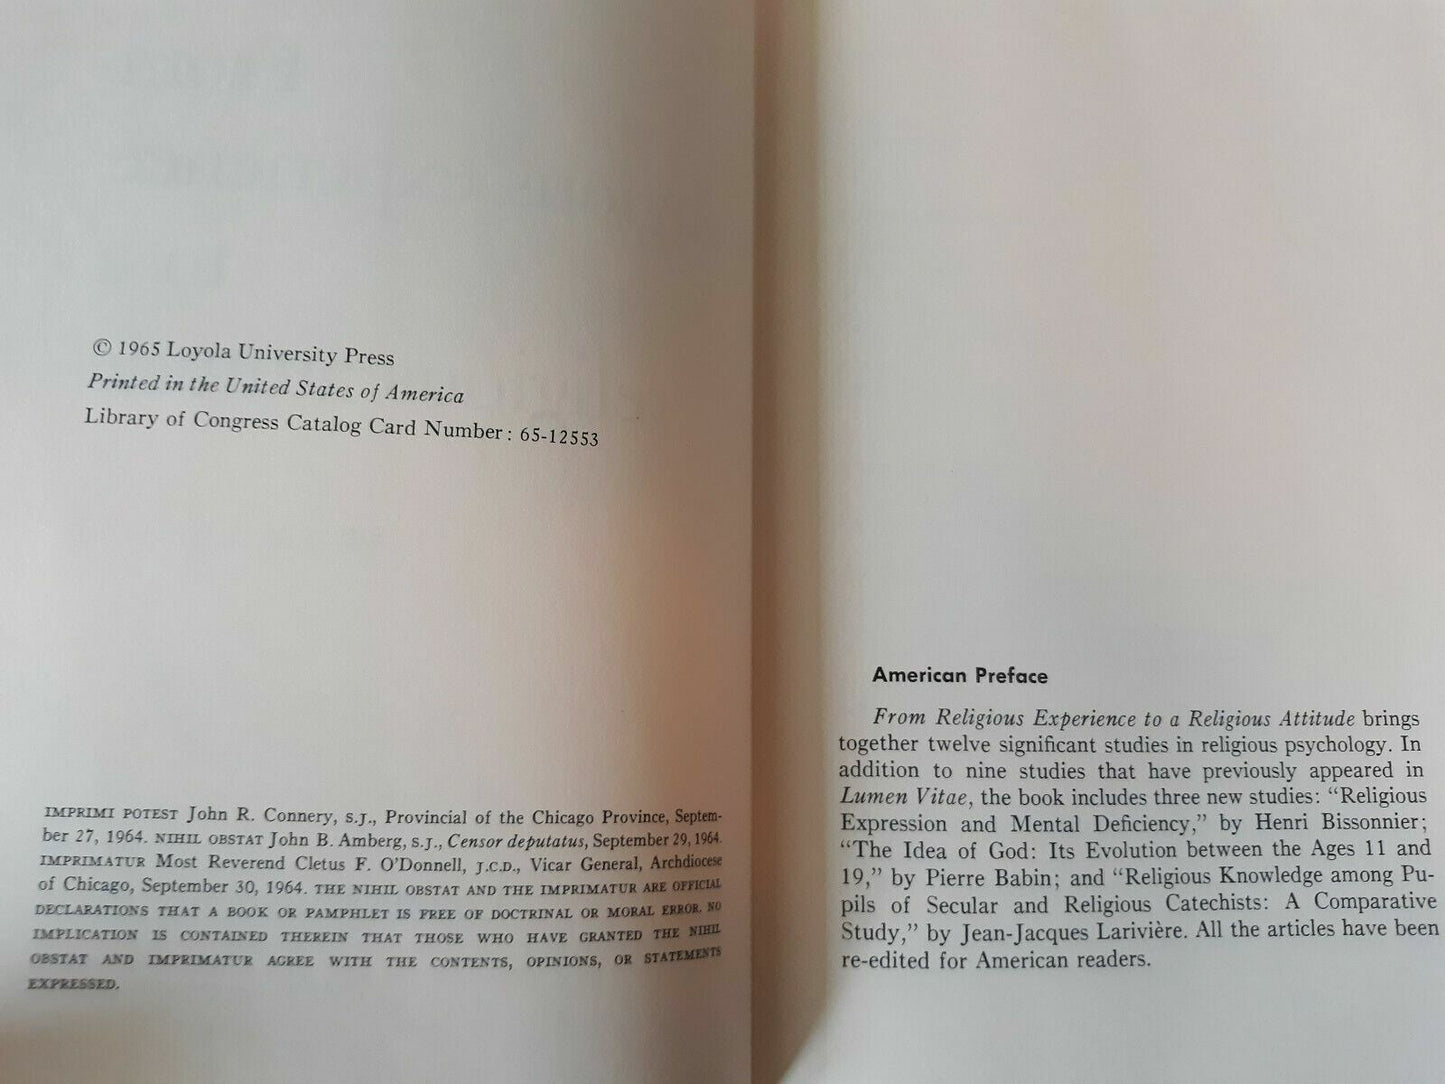 © 1965 Loyola University Press
Printed in the United States of America
Library of Congress Catalog Card Number: 65-12553
IMPRIMI POTEST John R. Connery, S.J., Provincial of the Chicago Province, Septem-
ber 27, 1964. NIHIL OBSTAT John B. Amberg, S.J., Censor deputatus, September 29, 1964.
IMPRIMATUR Most Reverend Cletus F. O'Donnell, J.C.D., Vicar General, Archdiocese
of Chicago, September 30, 1964. THE NIHIL OBSTAT AND THE IMPRIMATUR ARE OFFICIAL
DECLARATIONS THAT A BOOK OR PAMPHLET IS FREE OF DOCTRINAL OR MORAL ERROR. NO
IMPLICATION IS CONTAINED THEREIN THAT THOSE WHO HAVE GRANTED THE NIHIL
OBSTAT AND IMPRIMATUR AGREE WITH THE CONTENTS, OPINIONS, OR STATEMENTS
EXPRESSED.
American Preface
From Religious Experience to a Religious Attitude brings
together twelve significant studies in religious psychology. In
addition to nine studies that have previously appeared in
Lumen Vitae, the book includes three new studies: "Religious
Expression and Mental Deficiency," by Henri Bissonnier;
"The Idea of God: Its Evolution between the Ages 11 and
19," by Pierre Babin; and "Religious Knowledge among Pu-
pils of Secular and Religious Catechists: A Comparative
Study," by Jean-Jacques Larivière. All the articles have been
re-edited for American readers.